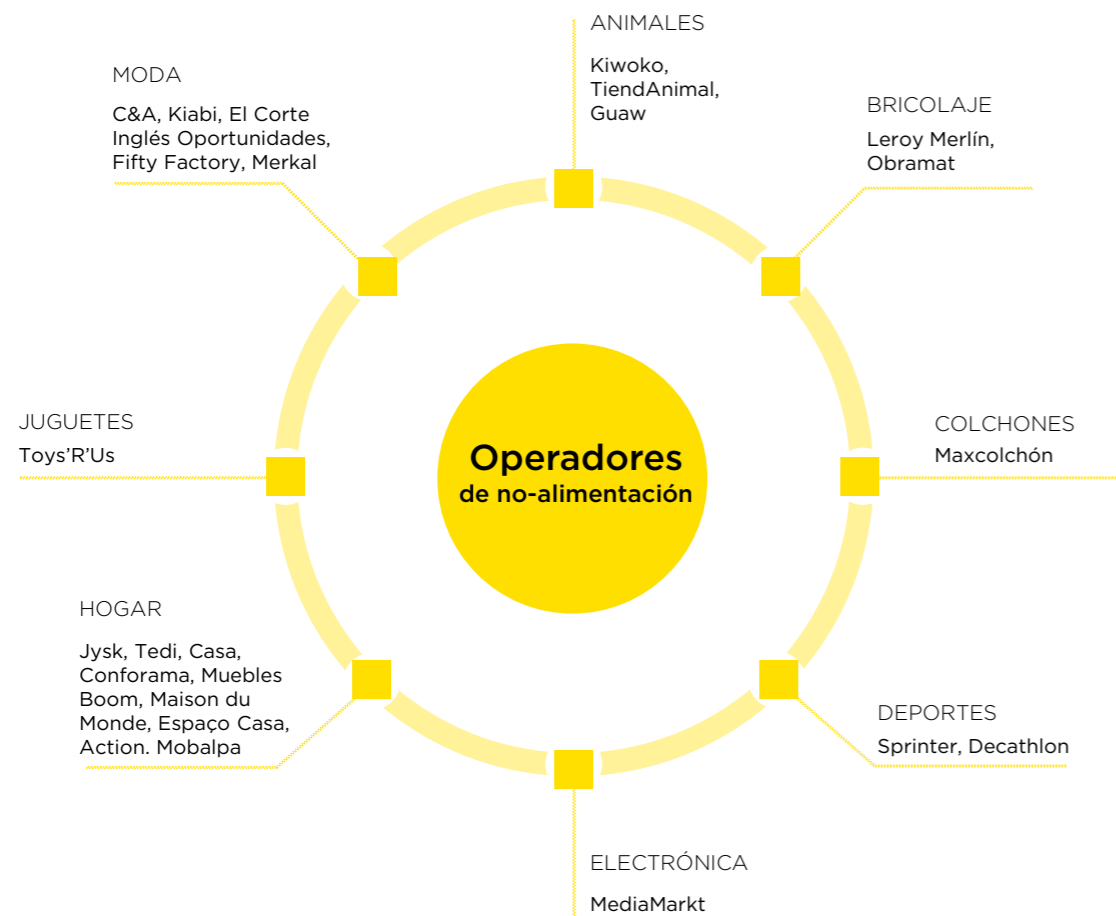 ANIMALES
Kiwoko,
TiendAnimal,
Guaw
MODA
C&A, Kiabi, El Corte
Inglés Oportunidades,
Fifty Factory, Merkal
BRICOLAJE
Leroy Merlín,
Obramat
JUGUETES
Toys’R’Us
Operadores
de no-alimentación
COLCHONES
Maxcolchón
HOGAR
Jysk, Tedi, Casa,
Conforama, Muebles
Boom, Maison du
Monde, Espaço Casa,
Action. Mobalpa
DEPORTES
Sprinter, Decathlon
ELECTRÓNICA
MediaMarkt